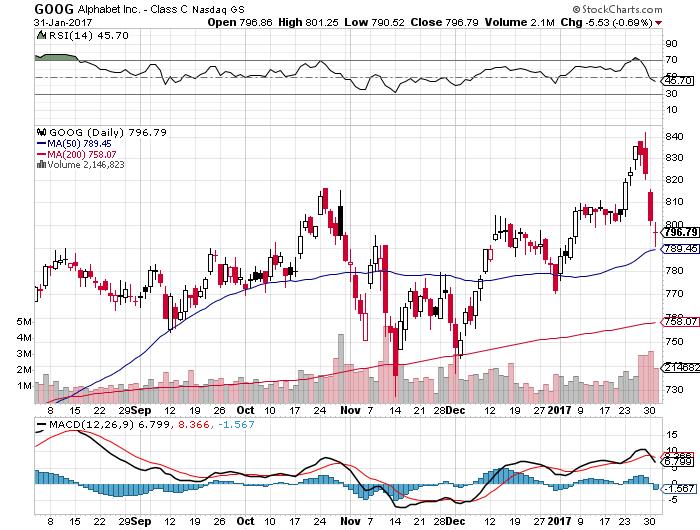 GOOG Alphabet Inc. - Class C Nasdaq GS
© StockCharts.com
31-Jan-2017
Open 796.86 High 801.25 Low 790.52 Close 796.79 Volume 2.1M Chg -5.53 (-0.69%)
RSI(14) 45.70
90
70
50
45.70
30
10
GOOG (Daily) 796.79
MA(50) 789.45
MA(200) 758.07
Volume 2,146,823
840
830
820
810
800
796.79
789.45
780
770
760
758.07
750
740
730
5M
4M
3M
2M
1M
8 15 22 29 Sep 12 19 26 Oct 10 17 24 Nov 7 14 21 Dec 12 19 27 2017 9 17 23 30
MACD(12,26,9) 6.799, 8.366, -1.567
15
10
8.366
6.799
5
0
-1.567
-5
8 15 22 29 Sep 12 19 26 Oct 10 17 24 Nov 7 14 21 Dec 12 19 27 2017 9 17 23 30